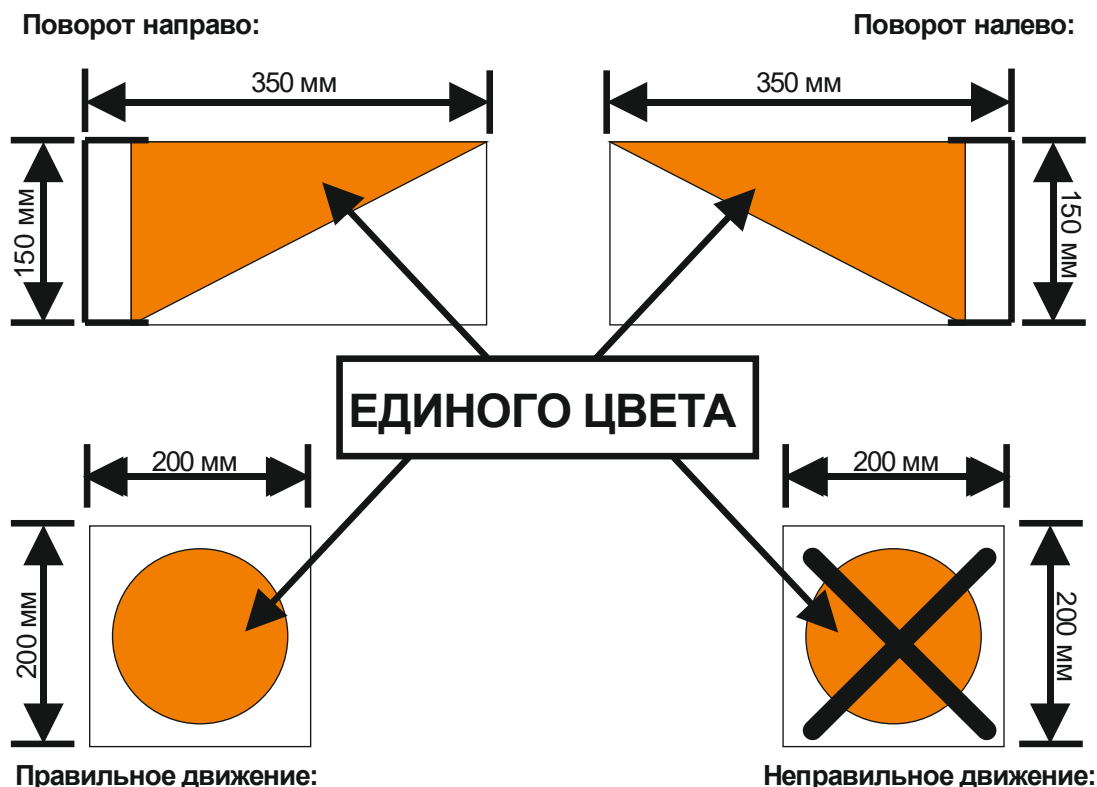 Поворот направо:
Поворот налево:
350 мм
350 мм
150 мм
150 мм
ЕДИНОГО ЦВЕТА
200 мм
200 мм
200 мм
200 мм
Правильное движение:
Неправильное движение: